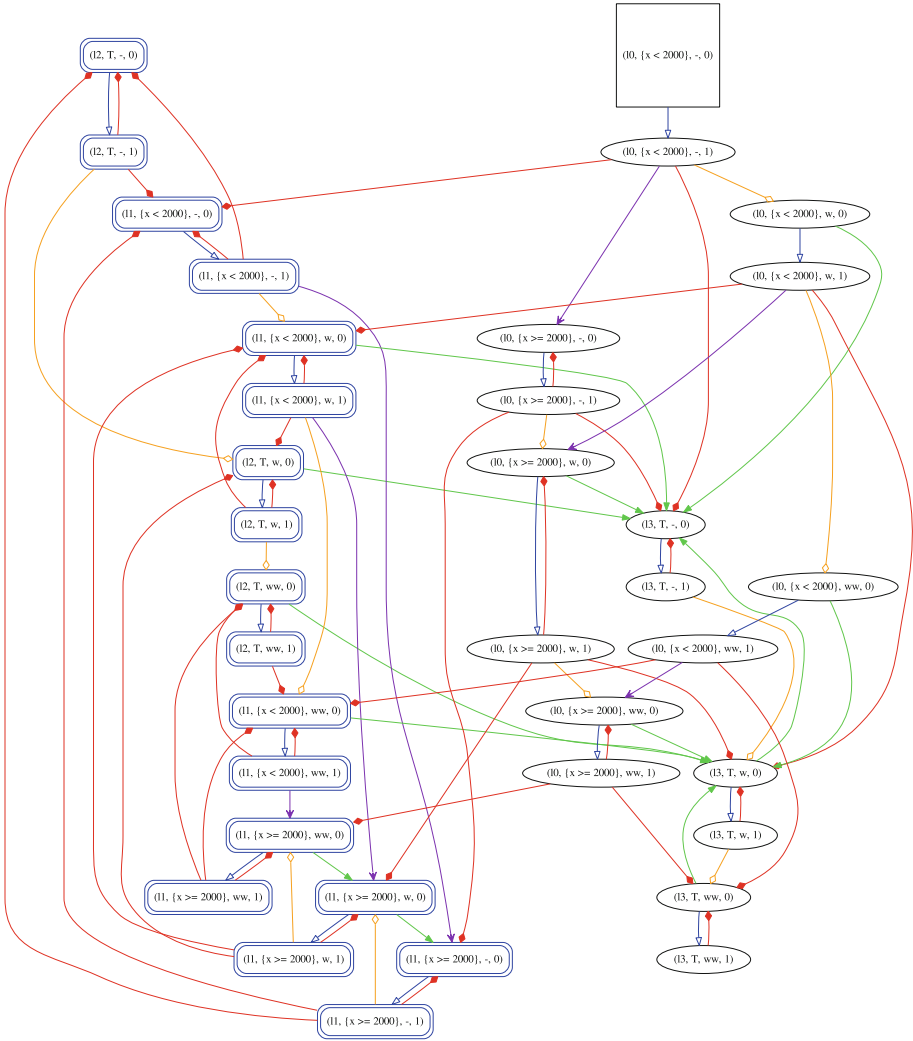 (l0, {x < 2000}, -, 0)
(l2, T, -, 0)
(l2, T, -, 1)
(l0, {x < 2000}, -, 1)
(l1, {x < 2000}, -, 0)
(l0, {x < 2000}, w, 0)
(l1, {x < 2000}, -, 1)
(l0, {x < 2000}, w, 1)
(l1, {x < 2000}, w, 0)
(l0, {x >= 2000}, -, 0)
(l1, {x < 2000}, w, 1)
(l0, {x >= 2000}, -, 1)
(l2, T, w, 0)
(l0, {x >= 2000}, w, 0)
(l2, T, w, 1)
(l3, T, -, 0)
(l2, T, ww, 0)
(l3, T, -, 1)
(l0, {x < 2000}, ww, 0)
(l2, T, ww, 1)
(l0, {x >= 2000}, w, 1)
(l0, {x < 2000}, ww, 1)
(l1, {x < 2000}, ww, 0)
(l0, {x >= 2000}, ww, 0)
(l1, {x < 2000}, ww, 1)
(l0, {x >= 2000}, ww, 1)
(l3, T, w, 0)
(l1, {x >= 2000}, ww, 0)
(l3, T, w, 1)
(l1, {x >= 2000}, ww, 1)
(l1, {x >= 2000}, w, 0)
(l3, T, ww, 0)
(l1, {x >= 2000}, w, 1)
(l1, {x >= 2000}, -, 0)
(l3, T, ww, 1)
(l1, {x >= 2000}, -, 1)